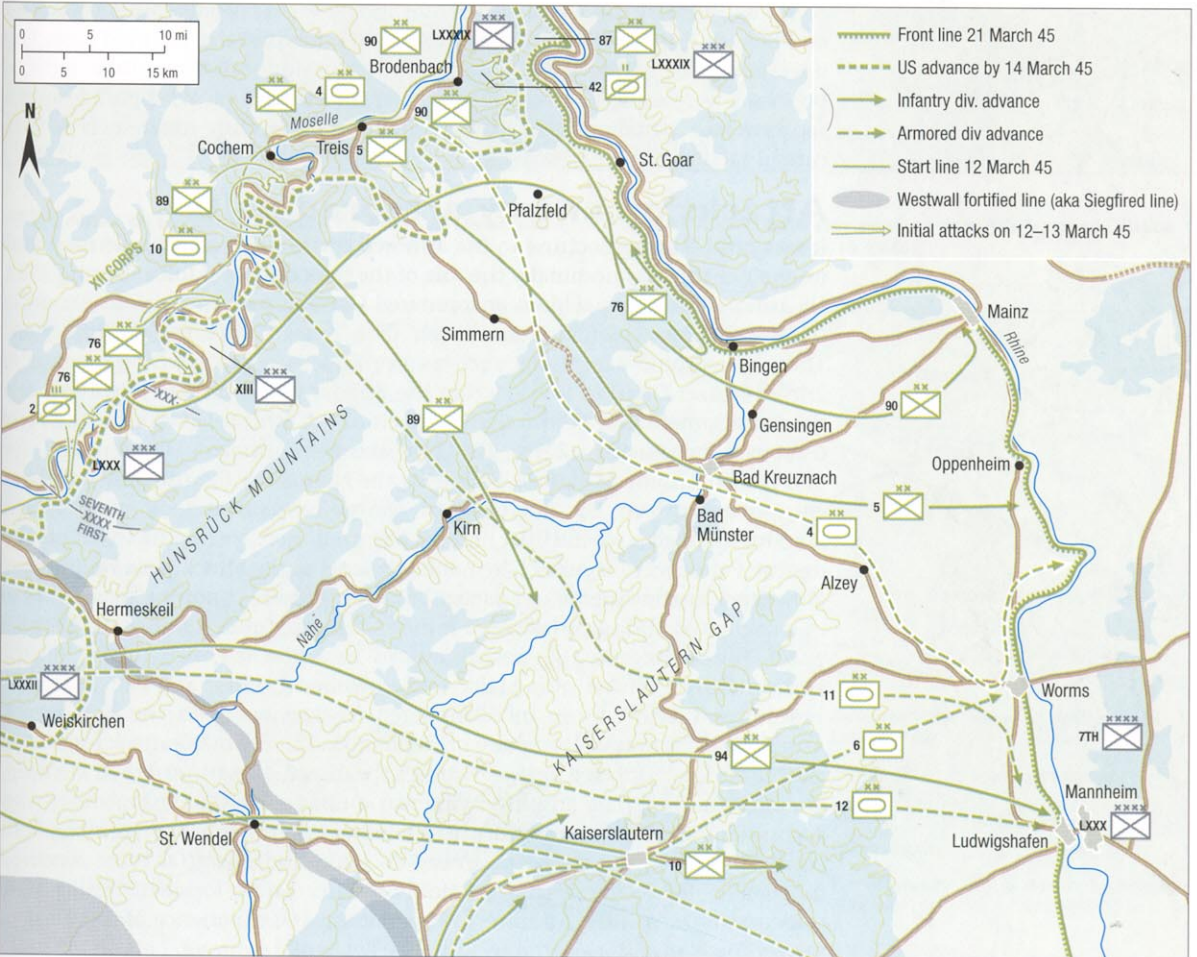 0 5 10 mi
0 5 10 15 km
N
90
××
LXXXIX
×××
87
××
LXXXIX
×××
42
Brodenbach
5
××
4
××
90
××
Moselle
Cochem
Treis
5
××
St. Goar
Pfalzfeld
89
××
10
××
XII CORPS
76
××
76
××
2
XIII
×××
-XXX-
LXXX
×××
SEVENTH
XXXX
FIRST
HUNSRÜCK MOUNTAINS
Simmern
76
××
Bingen
Mainz
Rhine
89
××
90
××
Gensingen
Oppenheim
Bad Kreuznach
Bad
Münster
5
××
4
××
Kirn
Alzey
Hermeskeil
Nahe
KAISERSLAUTERN GAP
LXXXII
××××
Weiskirchen
11
××
Worms
6
××
7TH
××××
94
××
12
××
Mannheim
LXXX
××××
Ludwigshafen
St. Wendel
Kaiserslautern
10
××
Front line 21 March 45
US advance by 14 March 45
Infantry div. advance
Armored div advance
Start line 12 March 45
Westwall fortified line (aka Siegfired line)
Initial attacks on 12–13 March 45